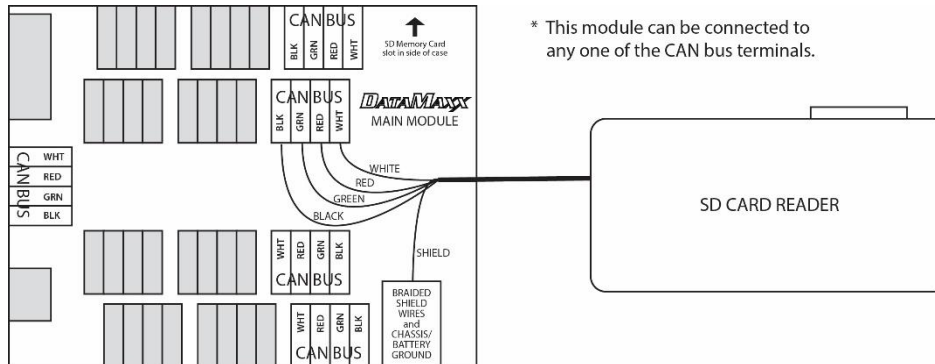 CAN BUS
BLK
GRN
RED
WHT
SD Memory Card
slot in side of case
* This module can be connected to
any one of the CAN bus terminals.
CAN BUS
BLK
GRN
RED
WHT
DATAMAXX
MAIN MODULE
CAN BUS
WHT
RED
GRN
BLK
WHITE
RED
GREEN
BLACK
SD CARD READER
WHT
RED
GRN
BLK
CAN BUS
SHIELD
BRAIDED
SHIELD
WIRES
and
CHASSIS/
BATTERY
GROUND
WHT
RED
GRN
BLK
CAN BUS